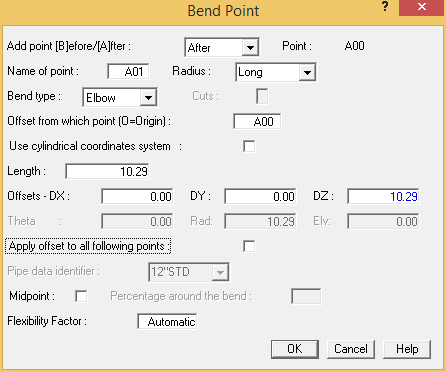 Bend Point
? ×
Add point [B]efore/[A]fter : After Point : A00
Name of point : A01 Radius : Long
Bend type : Elbow Cuts :
Offset from which point (O=Origin) : A00
Use cylindrical coordinates system :
Length : 10.29
Offsets - DX : 0.00 DY : 0.00 DZ : 10.29
Theta : 0.00 Rad: 10.29 Elv: 0.00
Apply offset to all following points :
Pipe data identifier : 12"STD
Midpoint : Percentage around the bend :
Flexibility Factor : Automatic
OK Cancel Help